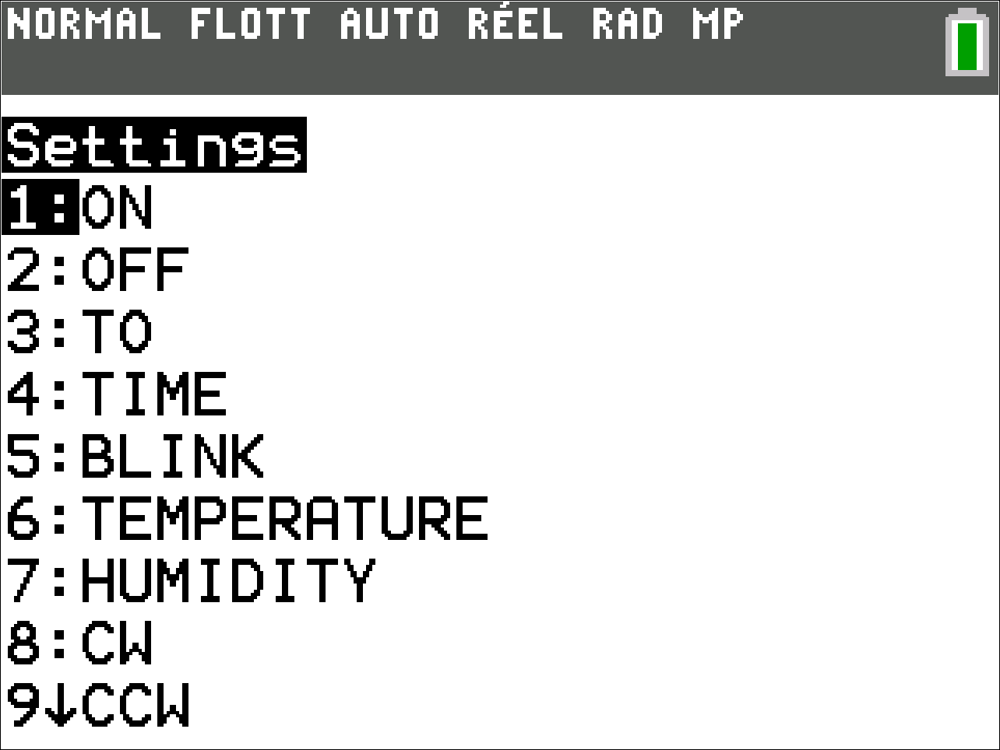 NORMAL FLOTT AUTO RÉEL RAD MP
Settings
1:ON
2:OFF
3:TO
4:TIME
5:BLINK
6:TEMPERATURE
7:HUMIDITY
8:CW
9↓CCW